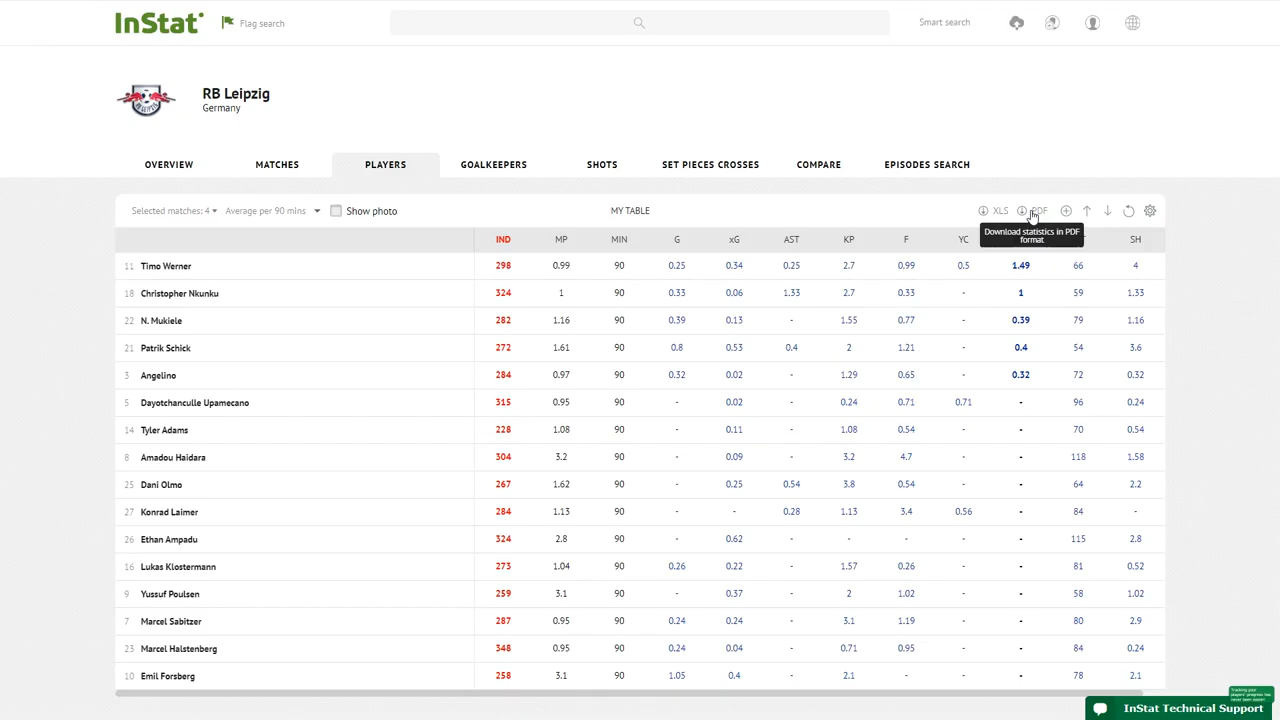 InStat Flag search Smart search
RB Leipzig
Germany
OVERVIEW MATCHES PLAYERS GOALKEEPERS SHOTS SET PIECES CROSSES COMPARE EPISODES SEARCH
Selected matches: 4 Average per 90 mins Show photo MY TABLE XLS PDF
Download statistics in PDF
format
IND MP MIN G xG AST KP F YC SH
11 Timo Werner 298 0.99 90 0.25 0.34 0.25 2.7 0.99 0.5 1.49 66 4
18 Christopher Nkunku 324 1 90 0.33 0.06 1.33 2.7 0.33 - 1 59 1.33
22 N. Mukiele 282 1.16 90 0.39 0.13 - 1.55 0.77 - 0.39 79 1.16
21 Patrik Schick 272 1.61 90 0.8 0.53 0.4 2 1.21 - 0.4 54 3.6
3 Angelino 284 0.97 90 0.32 0.02 - 1.29 0.65 - 0.32 72 0.32
5 Dayotchanculle Upamecano 315 0.95 90 - 0.02 - 0.24 0.71 0.71 - 96 0.24
14 Tyler Adams 228 1.08 90 - 0.11 - 1.08 0.54 - - 70 0.54
8 Amadou Haidara 304 3.2 90 - 0.09 - 3.2 4.7 - - 118 1.58
25 Dani Olmo 267 1.62 90 - 0.25 0.54 3.8 0.54 - - 64 2.2
27 Konrad Laimer 284 1.13 90 - - 0.28 1.13 3.4 0.56 - 84 -
26 Ethan Ampadu 324 2.8 90 - 0.62 - - - - - 115 2.8
16 Lukas Klostermann 273 1.04 90 0.26 0.22 - 1.57 0.26 - - 81 0.52
9 Yussuf Poulsen 259 3.1 90 - 0.37 - 2 1.02 - - 58 1.02
7 Marcel Sabitzer 287 0.95 90 0.24 0.24 - 3.1 1.19 - - 80 2.9
23 Marcel Halstenberg 348 0.95 90 0.24 0.04 - 0.71 0.95 - - 84 0.24
10 Emil Forsberg 258 3.1 90 1.05 0.4 - 2.1 - - - 78 2.1
Tracking your
players' progress has
never been easier!
InStat Technical Support